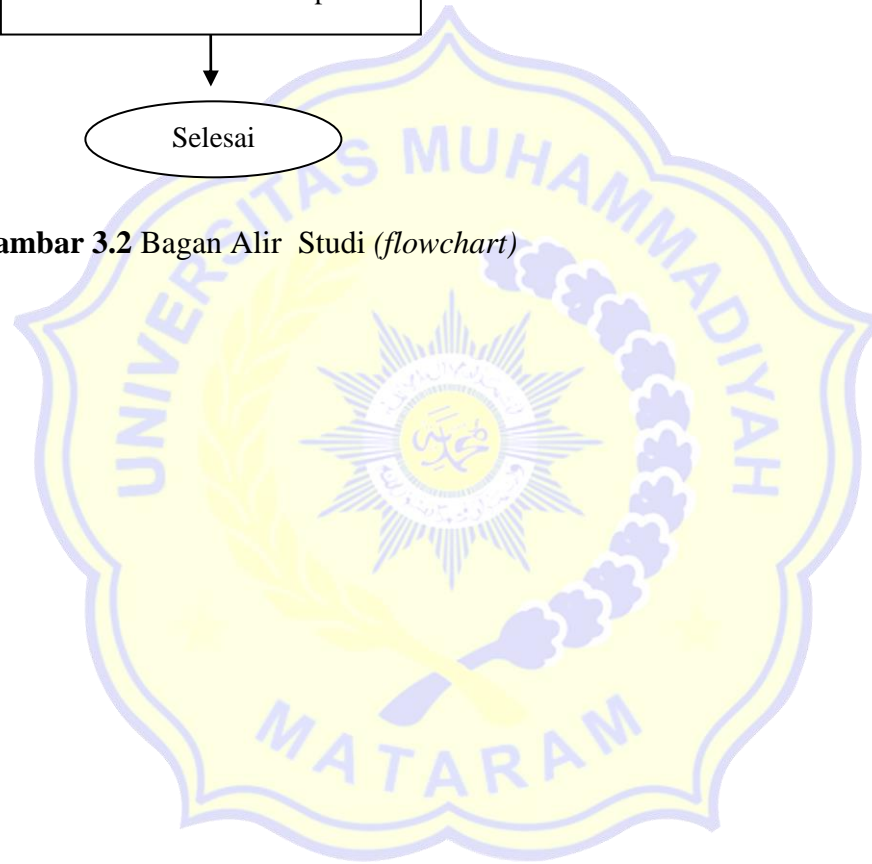 Selesai
ambar 3.2 Bagan Alir Studi (flowchart)
UNIVERSITAS MUHAMMADIYAH
MATARAM